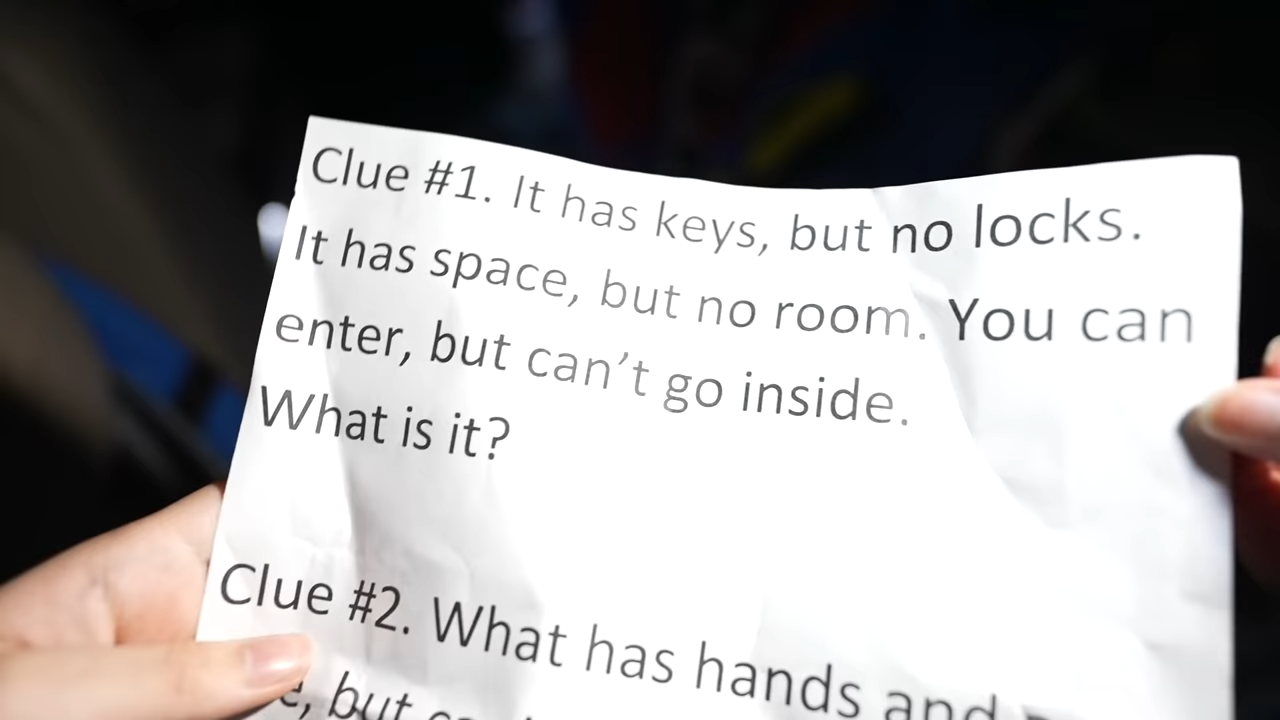 Clue #1. It has keys, but no locks.
It has space, but no room. You can
enter, but can't go inside.
What is it?
Clue #2. What has hands and
but